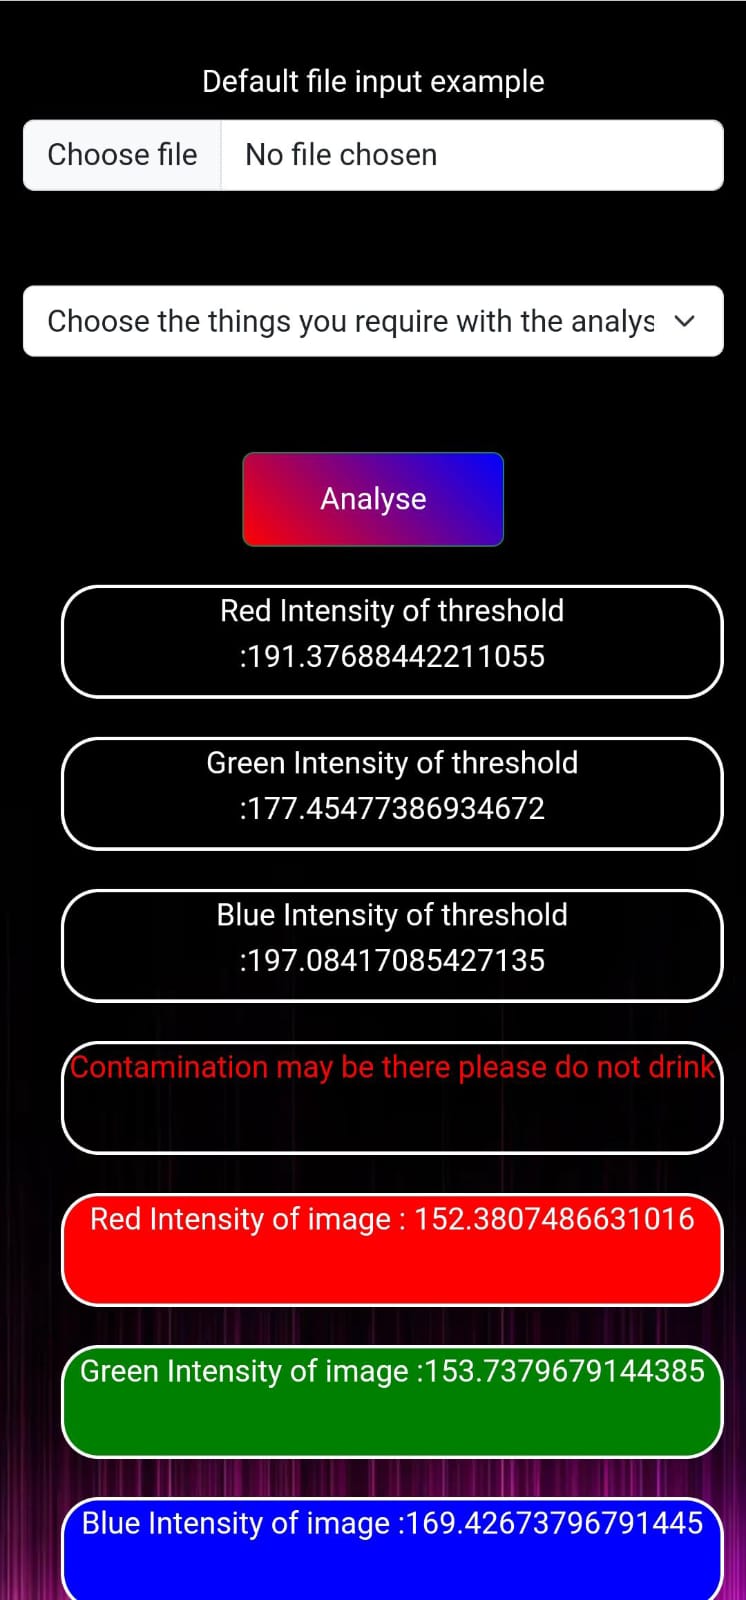 Default file input example
Choose file No file chosen
Choose the things you require with the analys
Analyse
Red Intensity of threshold
:191.37688442211055
Green Intensity of threshold
:177.45477386934672
Blue Intensity of threshold
:197.08417085427135
Contamination may be there please do not drink
Red Intensity of image : 152.3807486631016
Green Intensity of image :153.7379679144385
Blue Intensity of image :169.42673796791445